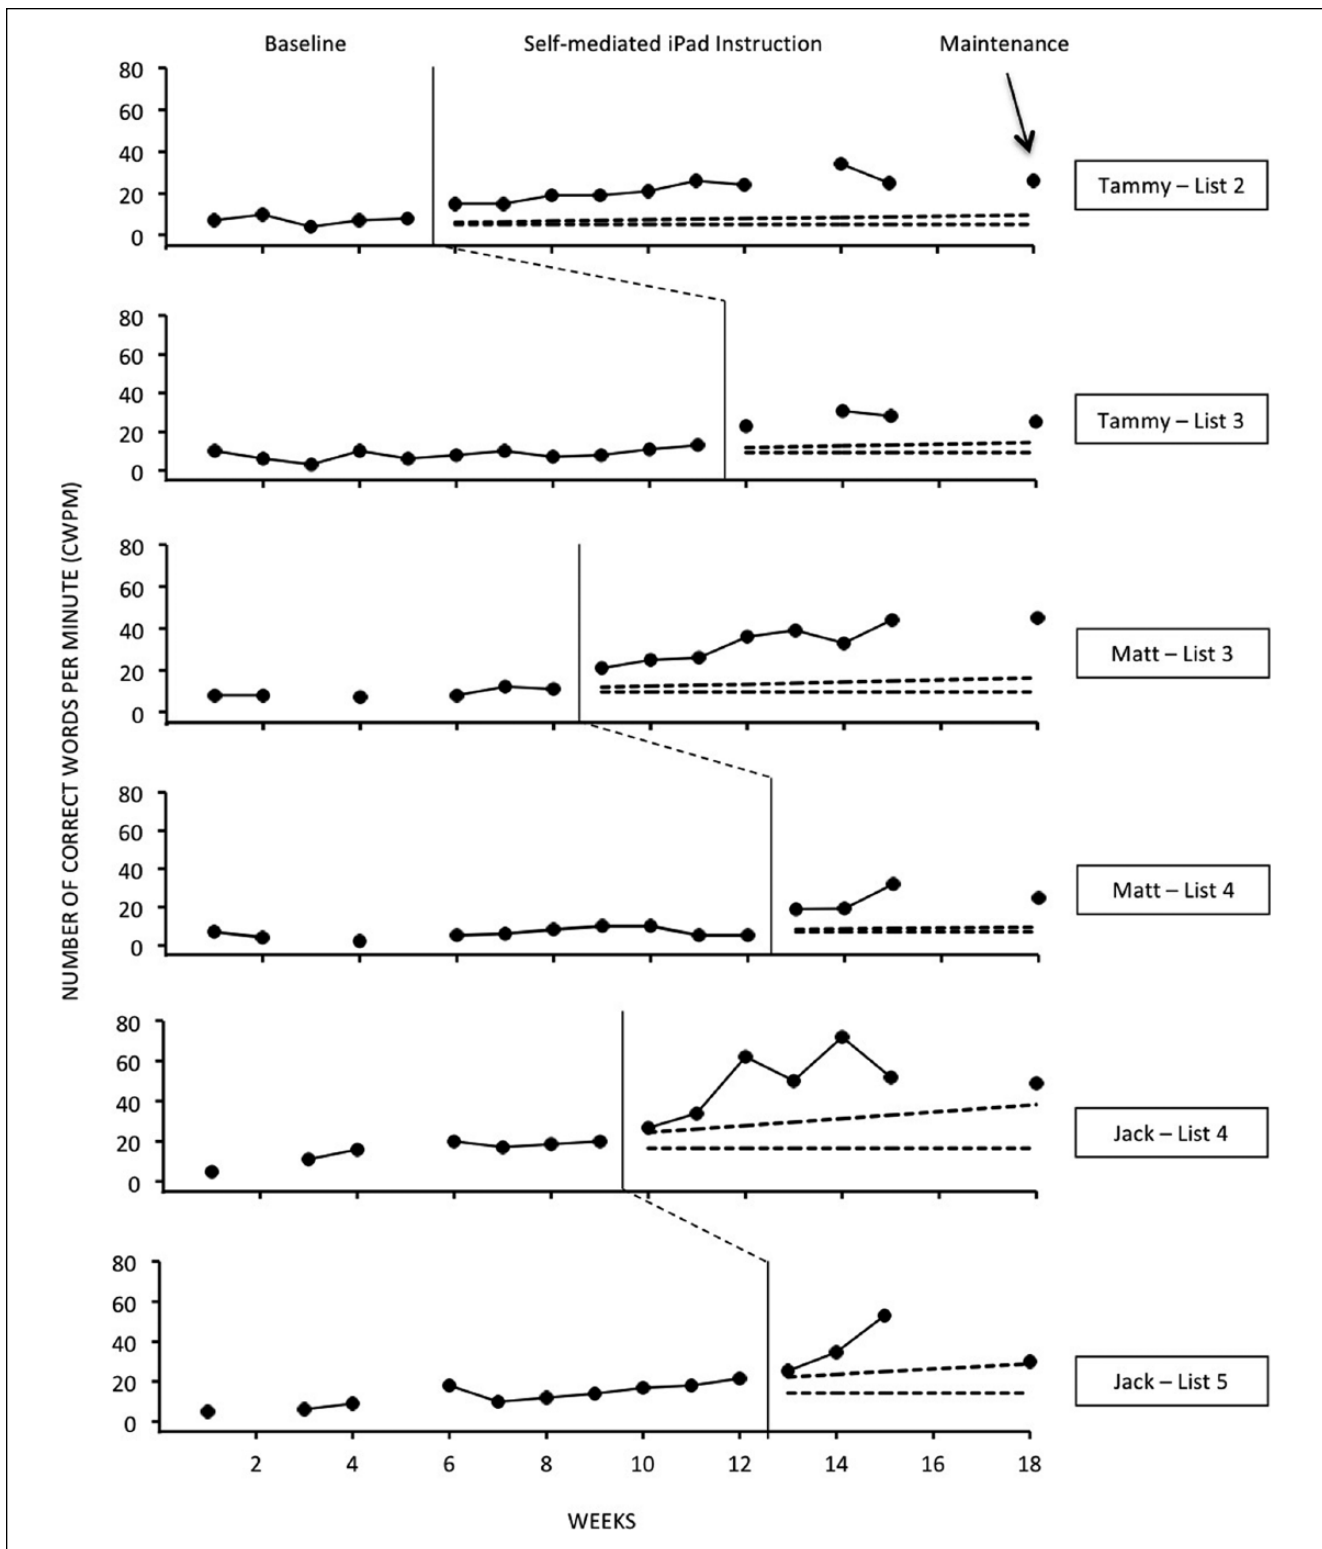 Baseline
Self-mediated iPad Instruction
Maintenance
NUMBER OF CORRECT WORDS PER MINUTE (CWPM)
80
60
40
20
0
Tammy – List 2
80
60
40
20
0
Tammy – List 3
80
60
40
20
0
Matt – List 3
80
60
40
20
0
Matt – List 4
80
60
40
20
0
Jack – List 4
80
60
40
20
0
Jack – List 5
2 4 6 8 10 12 14 16 18
WEEKS